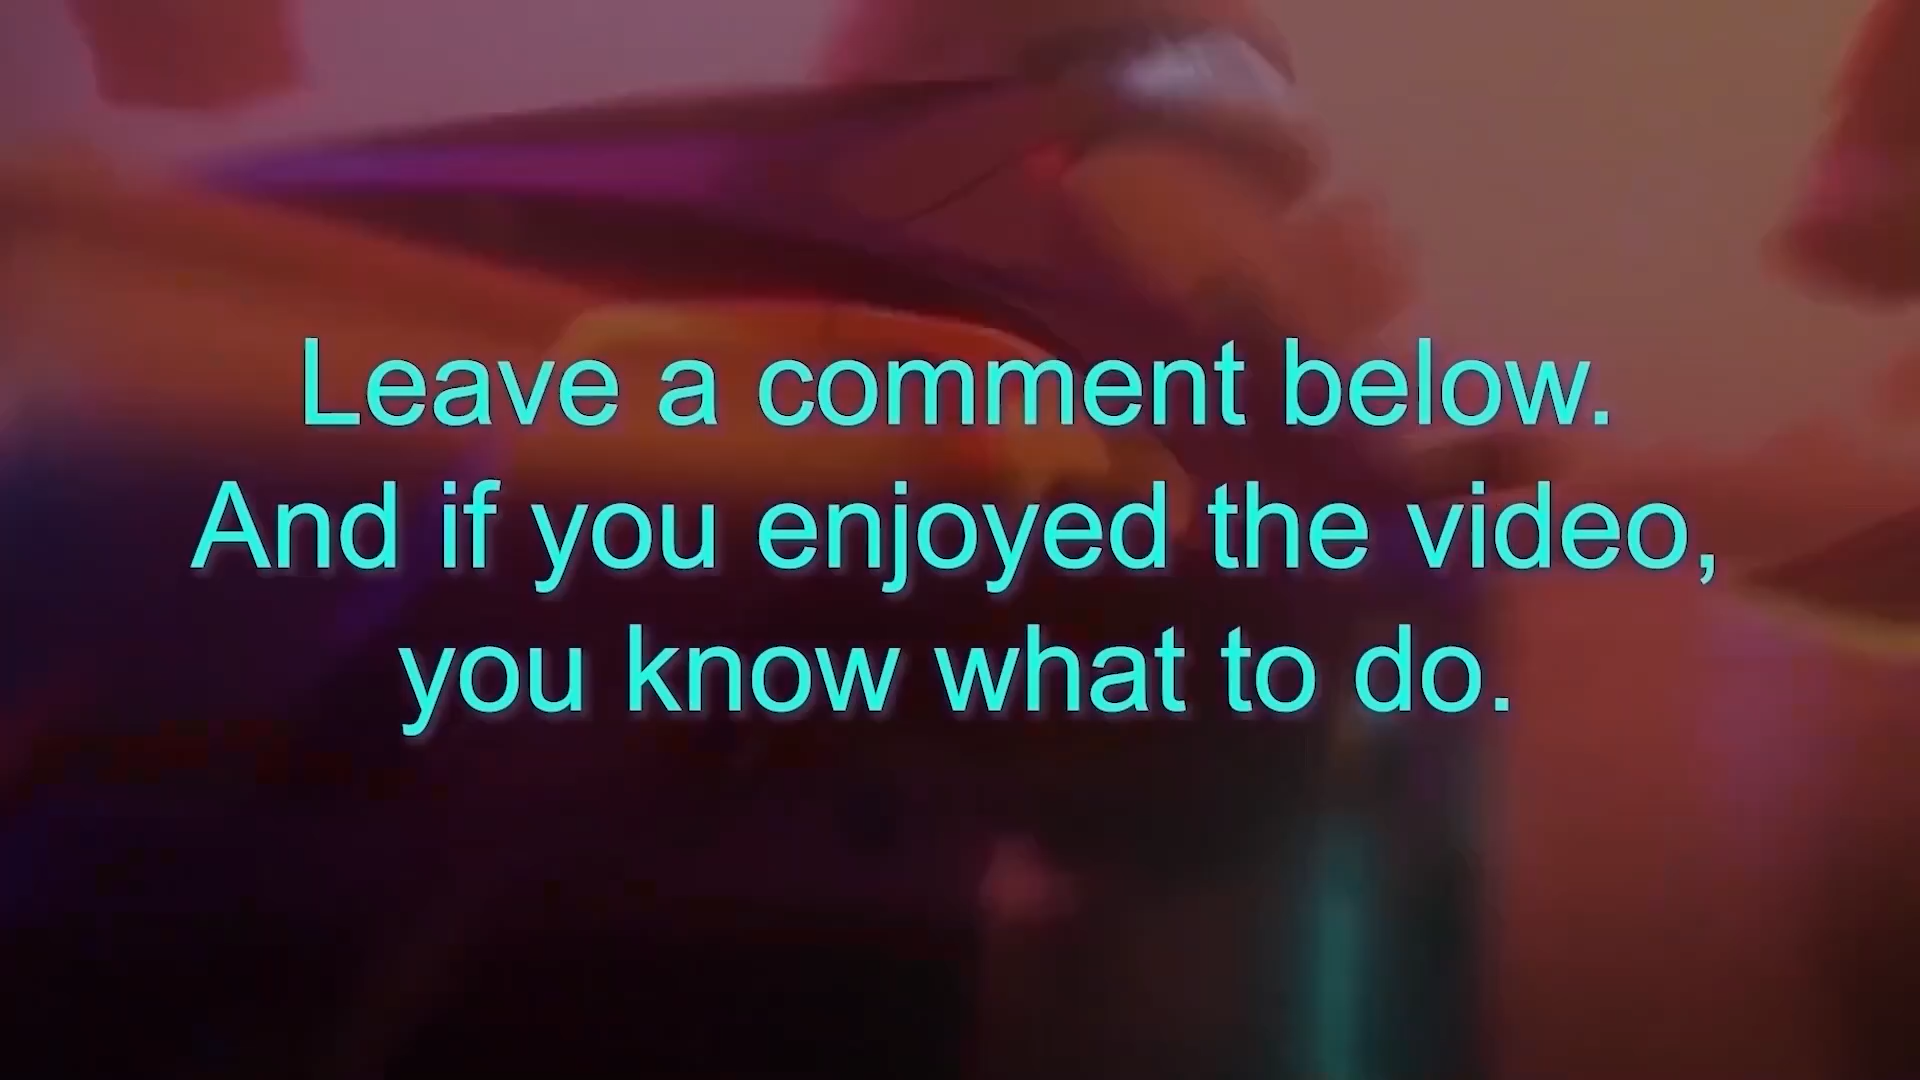 Leave a comment below.
And if you enjoyed the video,
you know what to do.